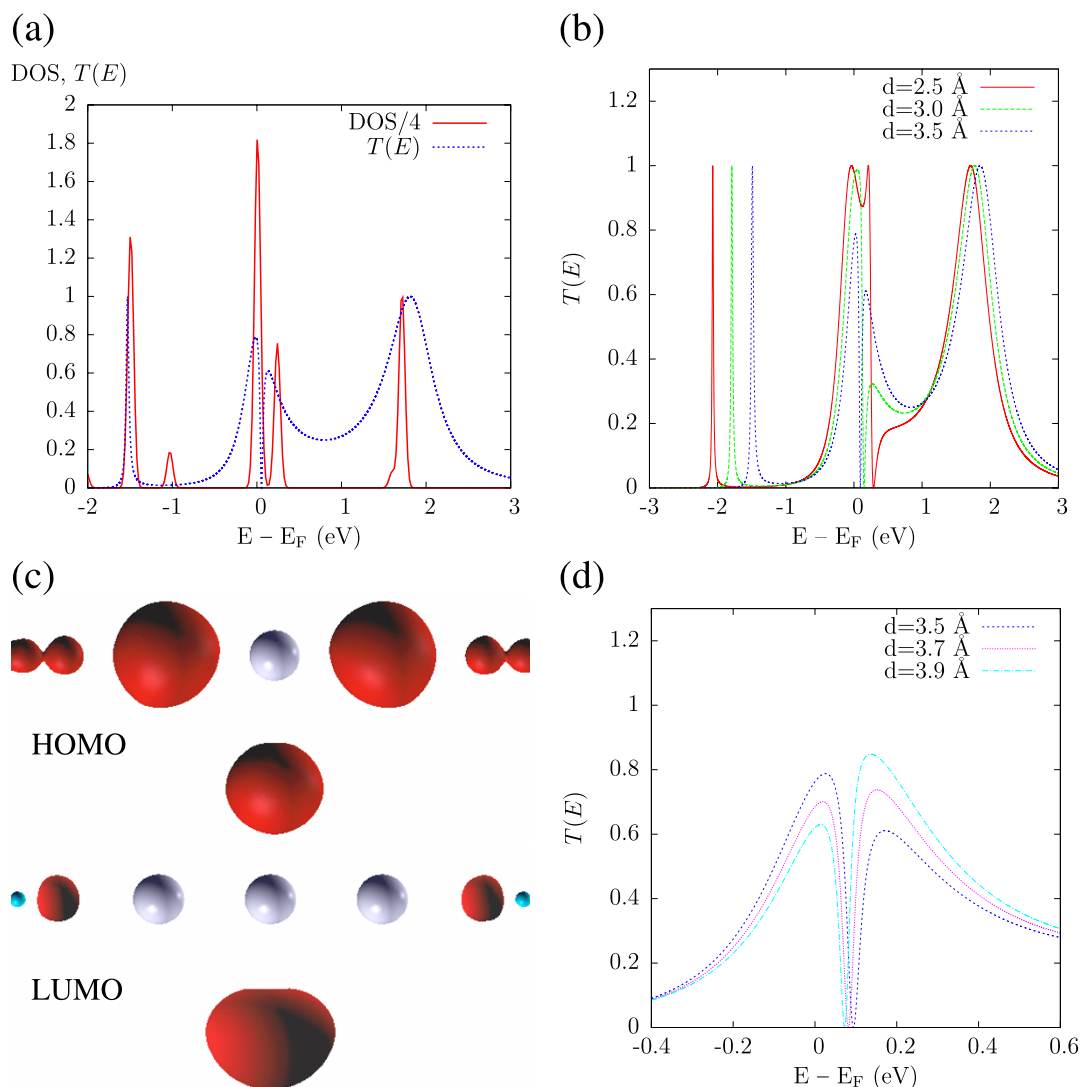 (a)
DOS, T(E)
2
1.8
1.6
1.4
1.2
1
0.8
0.6
0.4
0.2
0
DOS/4
T(E)
-2 -1 0 1 2 3
E – E_F (eV)
(b)
T(E)
1.2
1
0.8
0.6
0.4
0.2
0
d=2.5 Å
d=3.0 Å
d=3.5 Å
-3 -2 -1 0 1 2 3
E – E_F (eV)
(c)
HOMO
LUMO
(d)
T(E)
1.2
1
0.8
0.6
0.4
0.2
0
d=3.5 Å
d=3.7 Å
d=3.9 Å
-0.4 -0.2 0 0.2 0.4 0.6
E – E_F (eV)